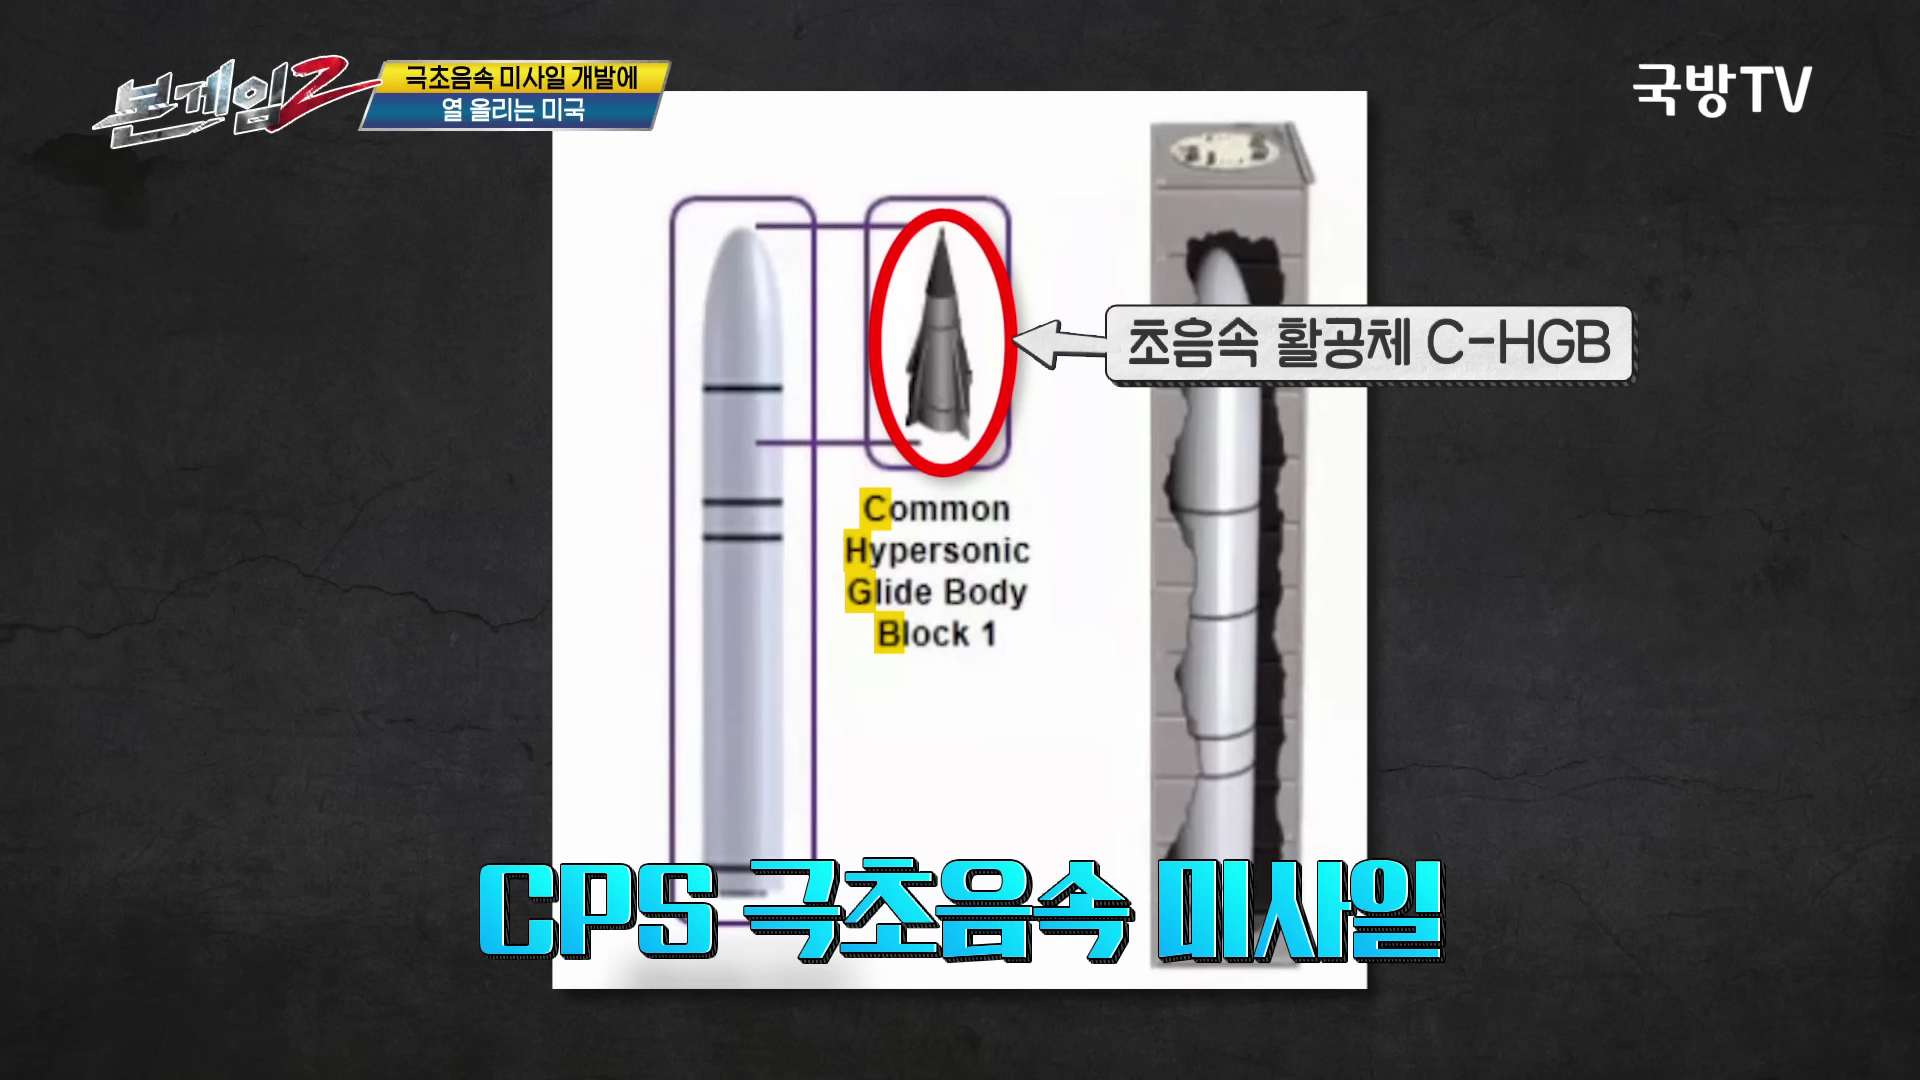 본게임2
극초음속 미사일 개발에
열 올리는 미국
국방TV
초음속 활공체 C-HGB
Common
Hypersonic
Glide Body
Block 1
CPS 극초음속 미사일